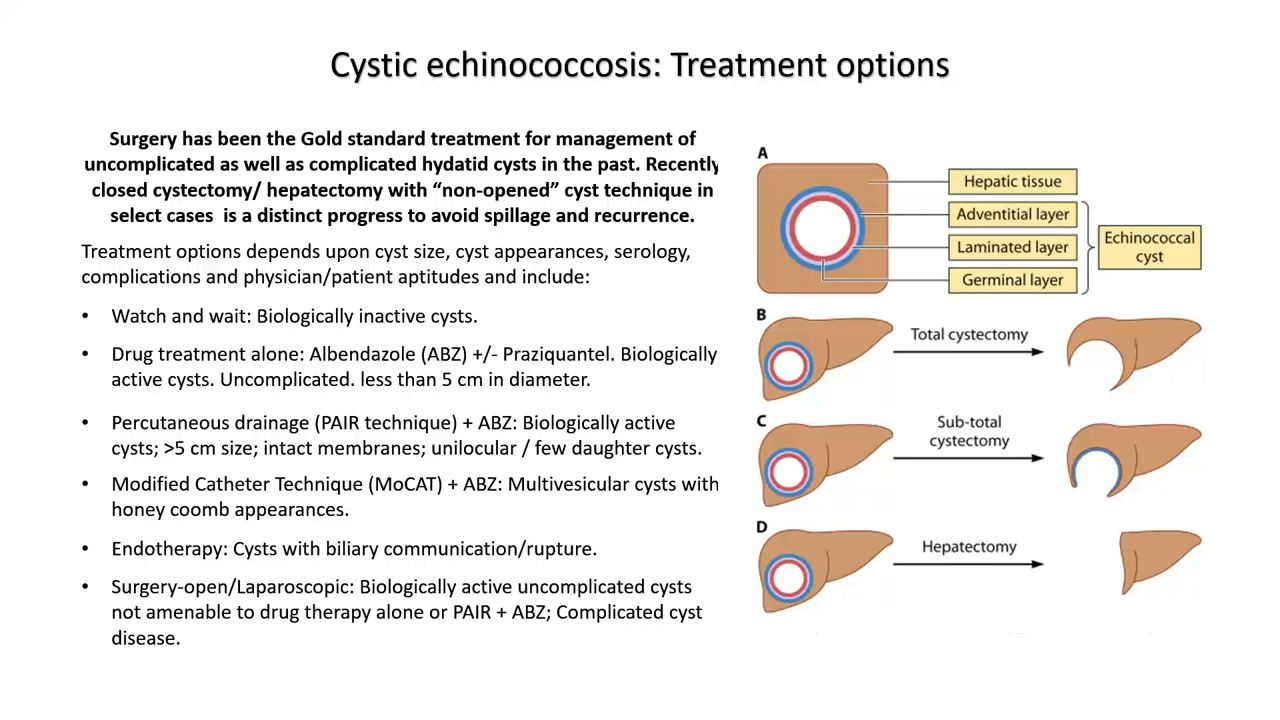 Cystic echinococcosis: Treatment options
Surgery has been the Gold standard treatment for management of
uncomplicated as well as complicated hydatid cysts in the past. Recently
closed cystectomy/ hepatectomy with “non-opened” cyst technique in
select cases is a distinct progress to avoid spillage and recurrence.
Treatment options depends upon cyst size, cyst appearances, serology,
complications and physician/patient aptitudes and include:
• Watch and wait: Biologically inactive cysts.
• Drug treatment alone: Albendazole (ABZ) +/- Praziquantel. Biologically
active cysts. Uncomplicated. less than 5 cm in diameter.
• Percutaneous drainage (PAIR technique) + ABZ: Biologically active
cysts; >5 cm size; intact membranes; unilocular / few daughter cysts.
• Modified Catheter Technique (MoCAT) + ABZ: Multivesicular cysts with
honey coomb appearances.
• Endotherapy: Cysts with biliary communication/rupture.
• Surgery-open/Laparoscopic: Biologically active uncomplicated cysts
not amenable to drug therapy alone or PAIR + ABZ; Complicated cyst
disease.
A
Hepatic tissue
Adventitial layer
Laminated layer
Germinal layer
Echinococcal
cyst
B
Total cystectomy
C
Sub-total
cystectomy
D
Hepatectomy